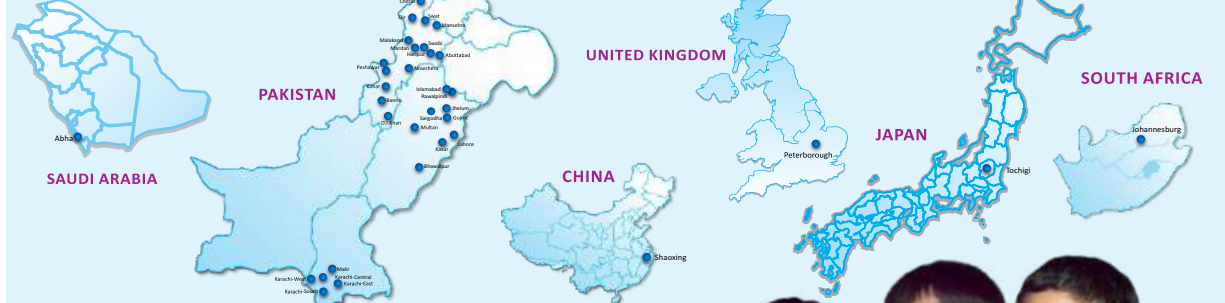 Chitral
Dir
Swat
Mansehra
Malakand
Mardan
Swabi
Haripur
Abottabad
Peshawar
Nowshera
Kohat
Islamabad
Rawalpindi
Bannu
Jhelum
Sargodha
Gujrat
D.I.Khan
Multan
Kasur
Lahore
Bhawalpur
PAKISTAN
Malir
Karachi-West
Karachi-Central
Karachi-East
Karachi-South
Abha
SAUDI ARABIA
CHINA
Shaoxing
UNITED KINGDOM
Peterborough
JAPAN
Tochigi
SOUTH AFRICA
Johannesburg